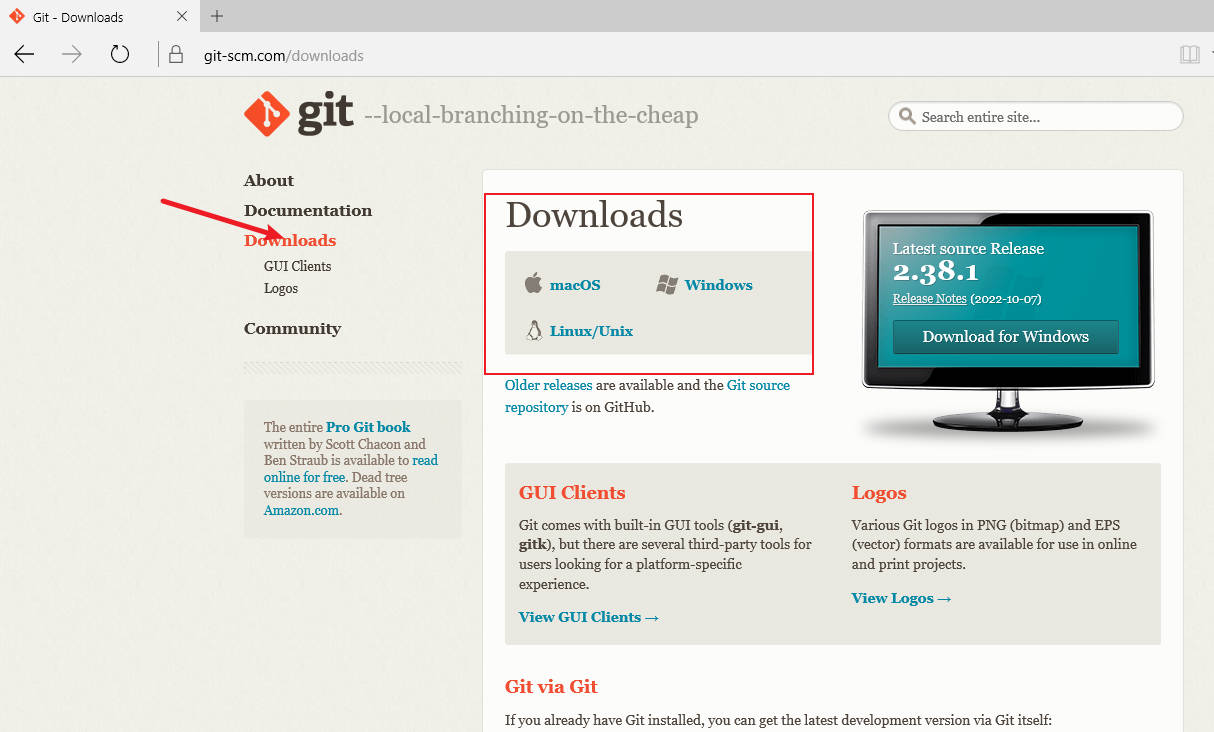 Git - Downloads
git-scm.com/downloads
git --local-branching-on-the-cheap
Search entire site...
About
Documentation
Downloads
GUI Clients
Logos
Community
The entire Pro Git book
written by Scott Chacon and
Ben Straub is available to read
online for free. Dead tree
versions are available on
Amazon.com.
Downloads
macOS
Windows
Linux/Unix
Older releases are available and the Git source
repository is on GitHub.
Latest source Release
2.38.1
Release Notes (2022-10-07)
Download for Windows
GUI Clients
Git comes with built-in GUI tools (git-gui,
gitk), but there are several third-party tools for
users looking for a platform-specific
experience.
View GUI Clients →
Logos
Various Git logos in PNG (bitmap) and EPS
(vector) formats are available for use in online
and print projects.
View Logos →
Git via Git
If you already have Git installed, you can get the latest development version via Git itself: